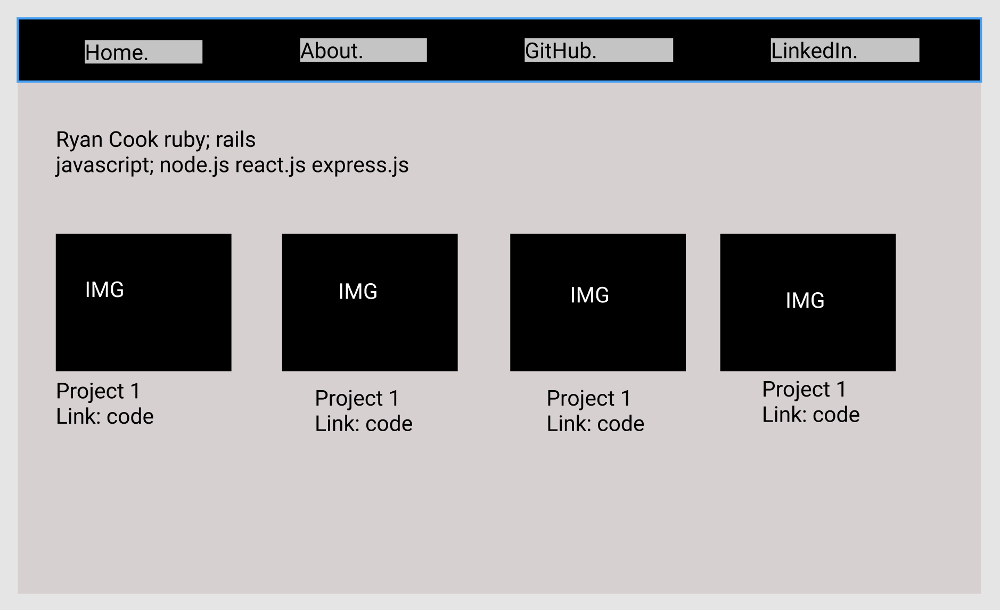 Home.
About.
GitHub.
LinkedIn.
Ryan Cook ruby; rails
javascript; node.js react.js express.js
IMG
IMG
IMG
IMG
Project 1
Link: code
Project 1
Link: code
Project 1
Link: code
Project 1
Link: code